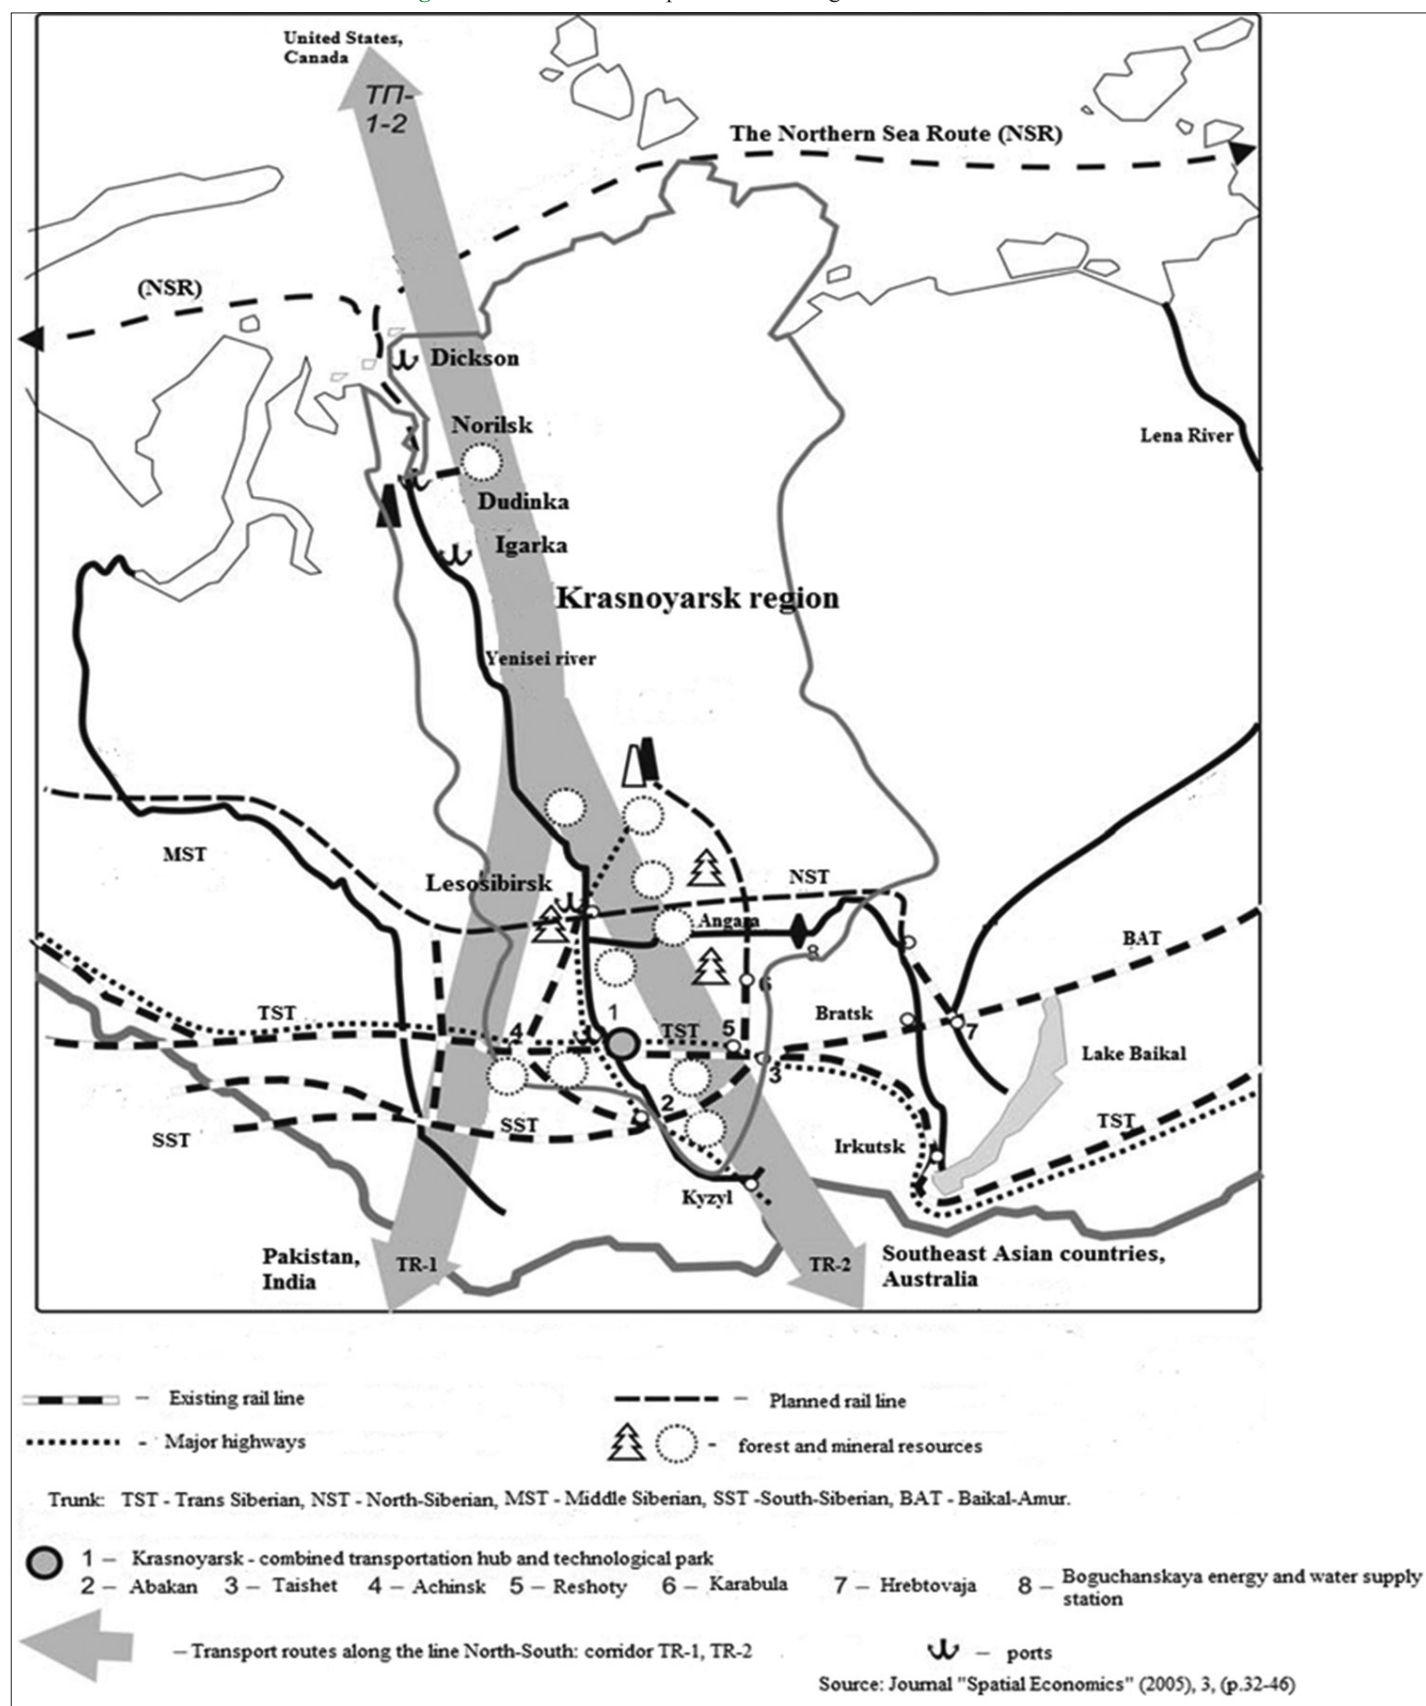 United States,
Canada
ТП-
1-2
The Northern Sea Route (NSR)
(NSR)
Dickson
Norilsk
Lena River
Dudinka
Igarka
Krasnoyarsk region
Yenisei river
MST
NST
Lesosibirsk
Angara
BAT
8
6
TST
1
Bratsk
4
TST
5
7
Lake Baikal
3
2
SST
TST
SST
Irkutsk
Kyzyl
Pakistan,
India
TR-1
TR-2
Southeast Asian countries,
Australia
– Existing rail line
– Planned rail line
- Major highways
- forest and mineral resources
Trunk: TST - Trans Siberian, NST - North-Siberian, MST - Middle Siberian, SST -South-Siberian, BAT - Baikal-Amur.
1 – Krasnoyarsk - combined transportation hub and technological park
2 – Abakan 3 – Taishet 4 – Achinsk 5 – Reshoty 6 – Karabula 7 – Hrebtovaja 8 – Boguchanskaya energy and water supply
station
– Transport routes along the line North-South: corridor TR-1, TR-2
– ports
Source: Journal "Spatial Economics" (2005), 3, (p.32-46)